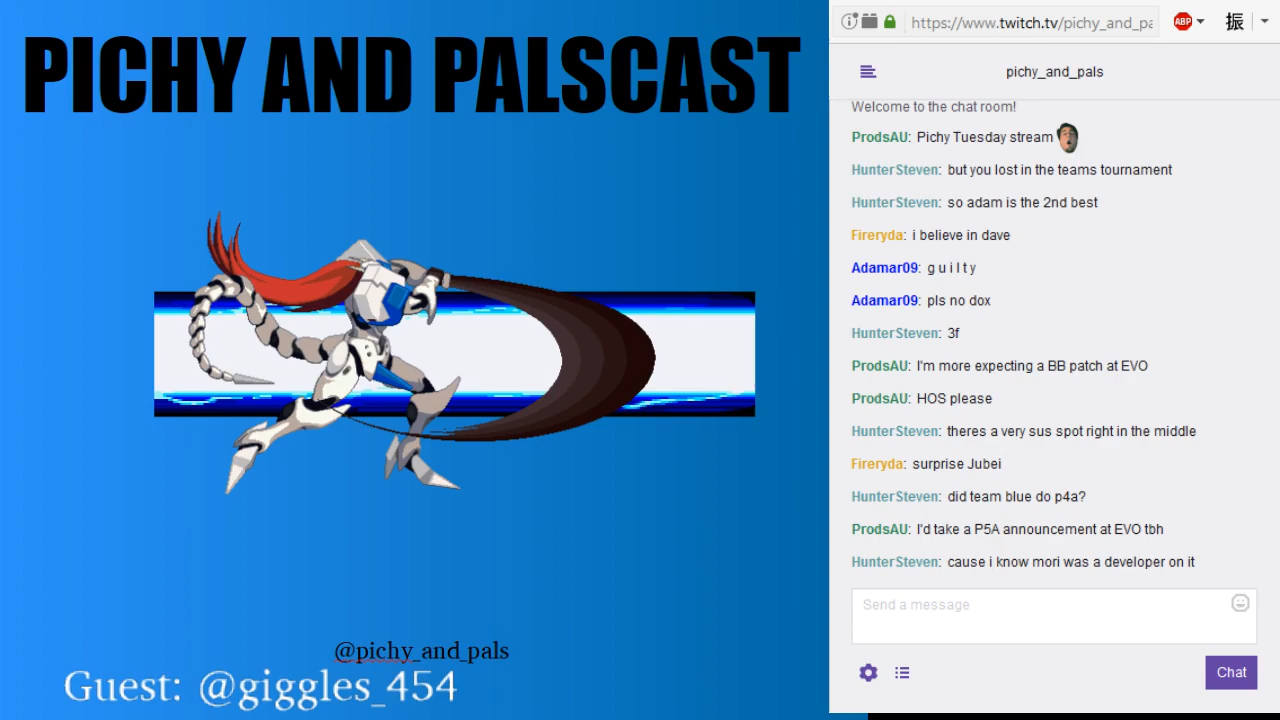 PICHY AND PALSCAST
@pichy_and_pals
Guest: @giggles_454
https://www.twitch.tv/pichy_and_pa
ABP
振
pichy_and_pals
Welcome to the chat room!
ProdsAU: Pichy Tuesday stream
HunterSteven: but you lost in the teams tournament
HunterSteven: so adam is the 2nd best
Fireryda: i believe in dave
Adamar09: g u i l t y
Adamar09: pls no dox
HunterSteven: 3f
ProdsAU: I'm more expecting a BB patch at EVO
ProdsAU: HOS please
HunterSteven: theres a very sus spot right in the middle
Fireryda: surprise Jubei
HunterSteven: did team blue do p4a?
ProdsAU: I'd take a P5A announcement at EVO tbh
HunterSteven: cause i know mori was a developer on it
Send a message
Chat